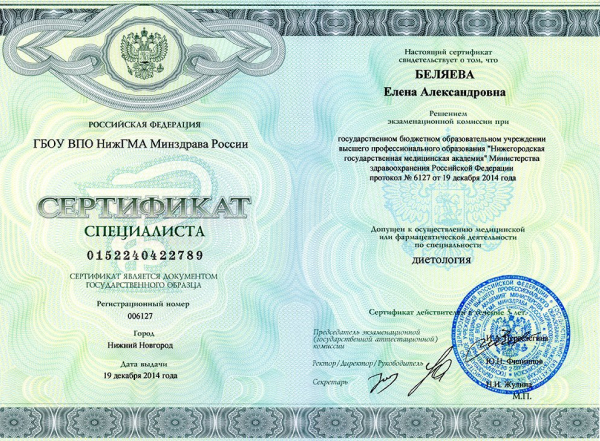 РОССИЙСКАЯ ФЕДЕРАЦИЯ
ГБОУ ВПО НижГМА Минздрава России
СЕРТИФИКАТ
СПЕЦИАЛИСТА
0152240422789
СЕРТИФИКАТ ЯВЛЯЕТСЯ ДОКУМЕНТОМ
ГОСУДАРСТВЕННОГО ОБРАЗЦА
Регистрационный номер
006127
Город
Нижний Новгород
Дата выдачи
19 декабря 2014 года
Настоящий сертификат
свидетельствует о том, что
БЕЛЯЕВА
Елена Александровна
Решением
экзаменационной комиссии при
государственном бюджетном образовательном учреждении
высшего профессионального образования "Нижегородская
государственная медицинская академия" Министерства
здравоохранения Российской Федерации
протокол № 6127 от 19 декабря 2014 года
Допущен к осуществлению медицинской
или фармацевтической деятельности
по специальности
диетология
Сертификат действителен в течение 5 лет.
Председатель экзаменационной
(государственной аттестационной)
комиссии
Ректор/Директор/Руководитель
Секретарь
М.П.